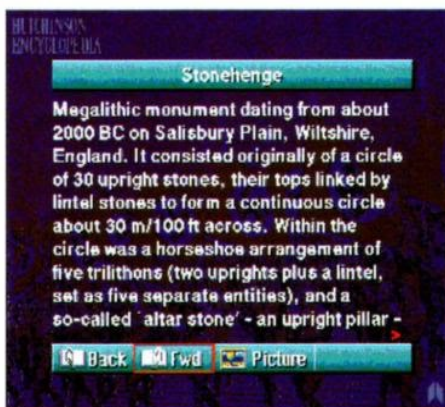 HUTCHINSON
ENCYCLOPEDIA
Stonehenge
Megalithic monument dating from about
2000 BC on Salisbury Plain, Wiltshire,
England. It consisted originally of a circle
of 30 upright stones, their tops linked by
lintel stones to form a continuous circle
about 30 m/100 ft across. Within the
circle was a horseshoe arrangement of
five trilithons (two uprights plus a lintel,
set as five separate entities), and a
so-called `altar stone' - an upright pillar -
>
Back Fwd Picture